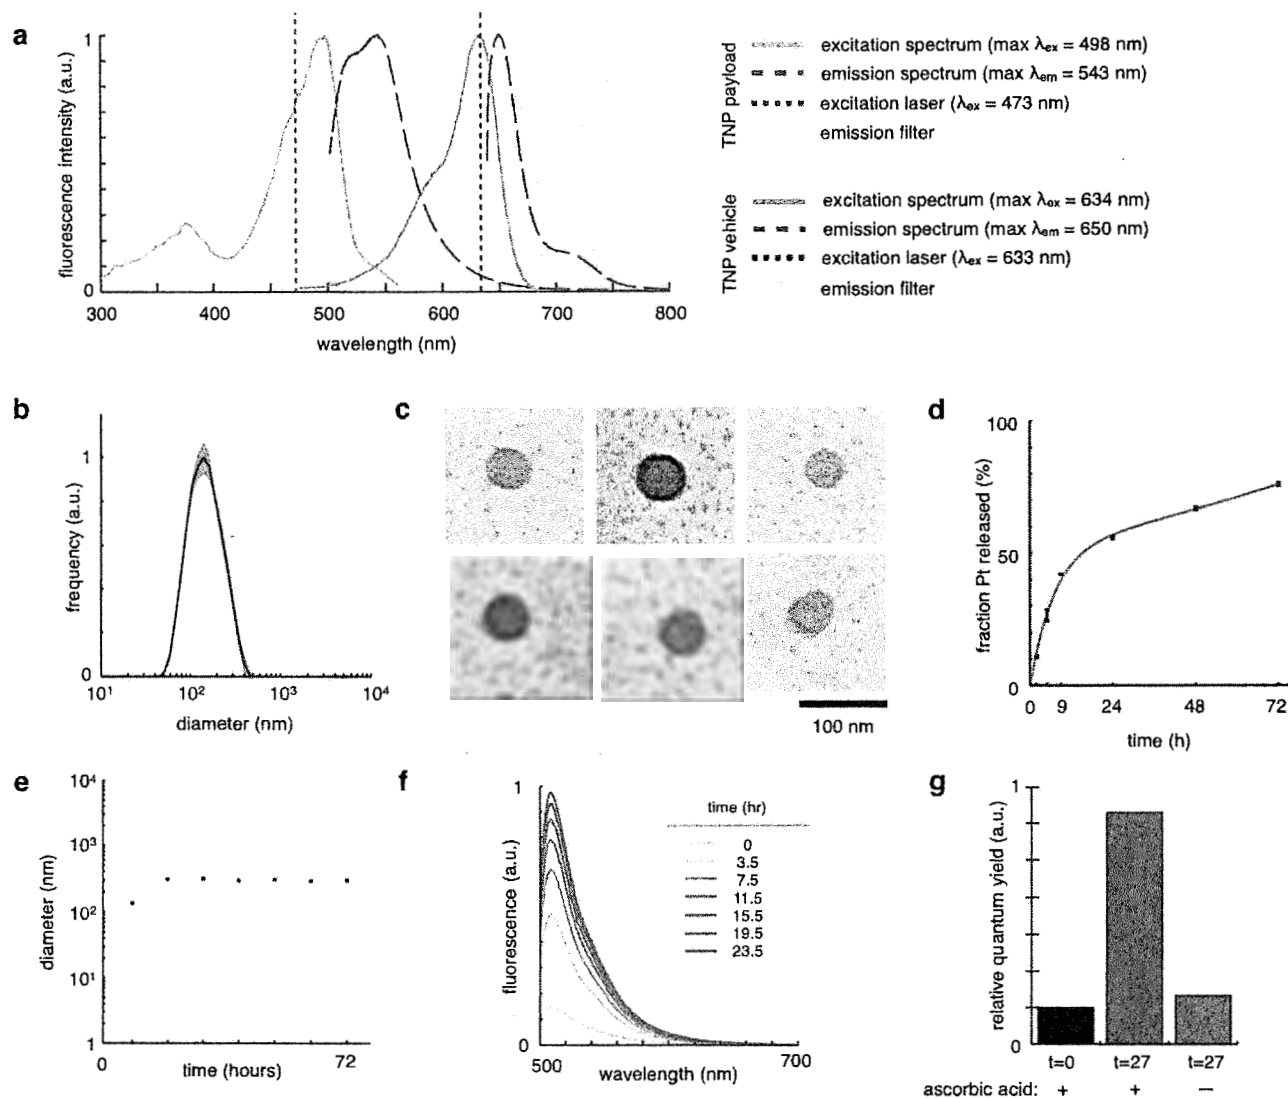 a
fluorescence intensity (a.u.)
1
0
300
400
500
600
700
800
wavelength (nm)
TNP payload
excitation spectrum (max λex = 498 nm)
emission spectrum (max λem = 543 nm)
excitation laser (λex = 473 nm)
emission filter
TNP vehicle
excitation spectrum (max λex = 634 nm)
emission spectrum (max λem = 650 nm)
excitation laser (λex = 633 nm)
emission filter
b
frequency (a.u.)
1
0
10¹
10²
10³
10⁴
diameter (nm)
c
100 nm
d
fraction Pt released (%)
100
50
0
0
9
24
48
72
time (h)
e
diameter (nm)
10⁴
10³
10²
10¹
1
0
72
time (hours)
f
fluorescence (a.u.)
1
0
500
700
wavelength (nm)
time (hr)
0
3.5
7.5
11.5
15.5
19.5
23.5
g
relative quantum yield (a.u.)
1
0
t=0 t=27 t=27
ascorbic acid: + + −